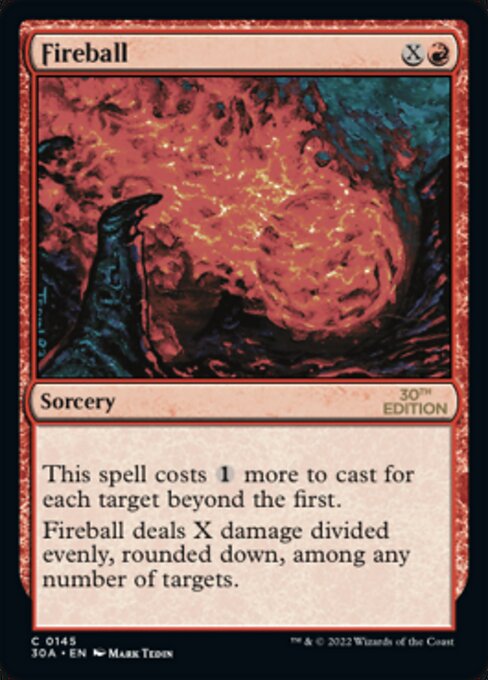 Fireball X
Sorcery
30TH
EDITION
This spell costs 1 more to cast for
each target beyond the first.
Fireball deals X damage divided
evenly, rounded down, among any
number of targets.
C 0145
30A • EN Mark Tedin
™ & © 2022 Wizards of the Coast